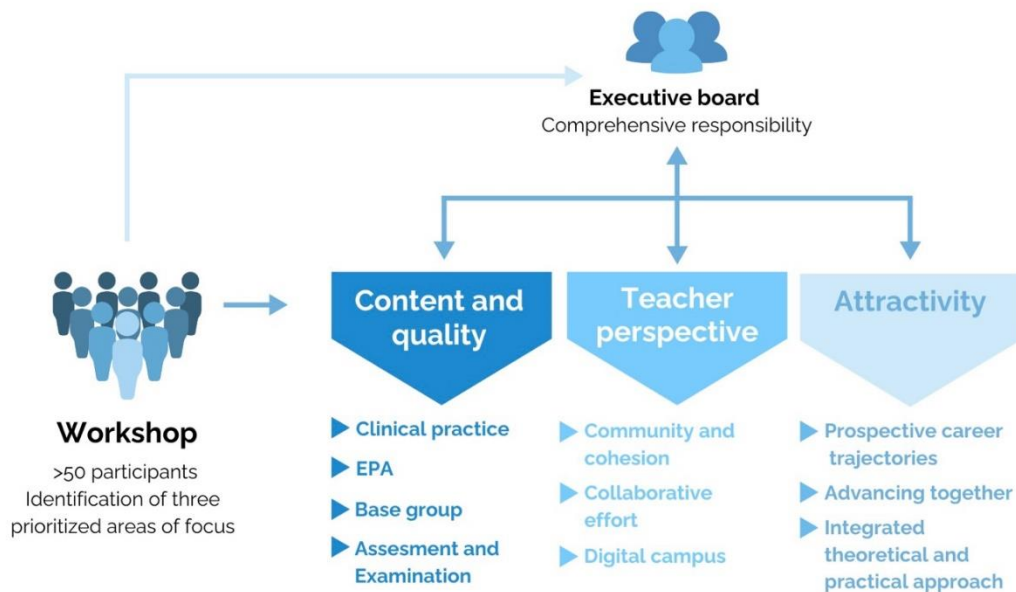 Executive board
Comprehensive responsibility
Workshop
>50 participants
Identification of three
prioritized areas of focus
Content and
quality
Clinical practice
EPA
Base group
Assesment and
Examination
Teacher
perspective
Community and
cohesion
Collaborative
effort
Digital campus
Attractivity
Prospective career
trajectories
Advancing together
Integrated
theoretical and
practical approach